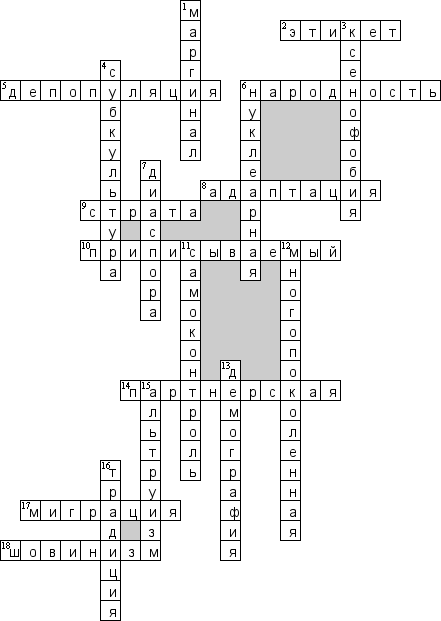 1 маргинал
2 этикет
3 ксенофобия
4 субкультура
5 депопуляция
6 народность
нуклеарная
7 диаспора
8 адаптация
9 страта
10 приписываемый
11 самоконтроль
12 многопоколенная
13 демография
14 партнерская
15 альтруизм
16 традиция
17 миграция
18 шовинизм